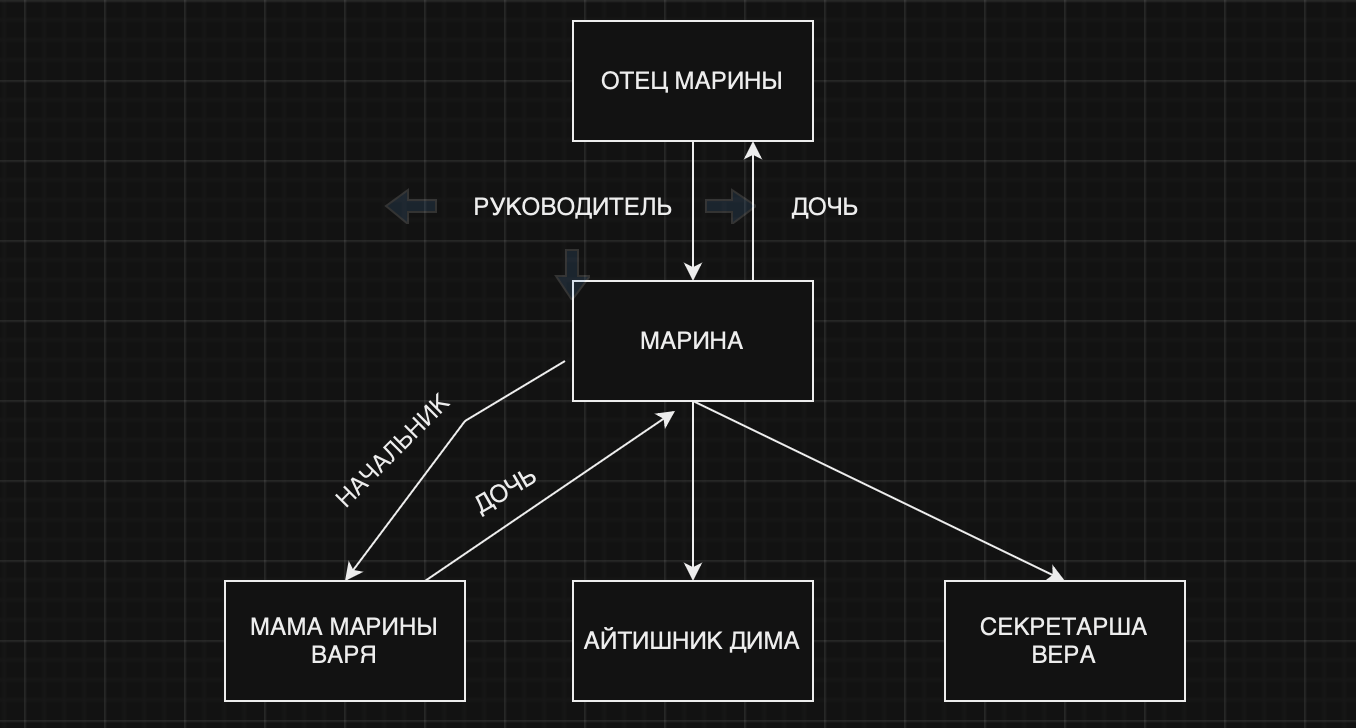 ОТЕЦ МАРИНЫ
РУКОВОДИТЕЛЬ
ДОЧЬ
МАРИНА
НАЧАЛЬНИК
ДОЧЬ
МАМА МАРИНЫ
ВАРЯ
АЙТИШНИК ДИМА
СЕКРЕТАРША
ВЕРА